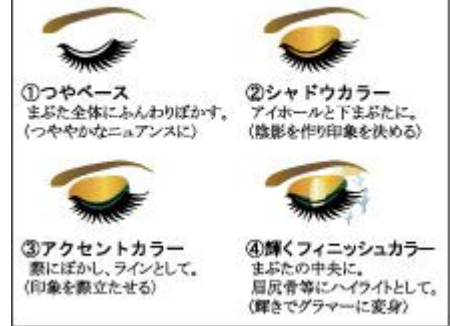 ①つやベース
まぶた全体にふんわりぼかす。
(つややかなニュアンスに)
②シャドウカラー
アイホールと下まぶたに。
(陰影を作り印象を決める)
③アクセントカラー
際にぼかし、ラインとして。
(印象を際立たせる)
④輝くフィニッシュカラー
まぶたの中央に。
眉尻骨等にハイライトとして。
(輝きでグラマーに変身)